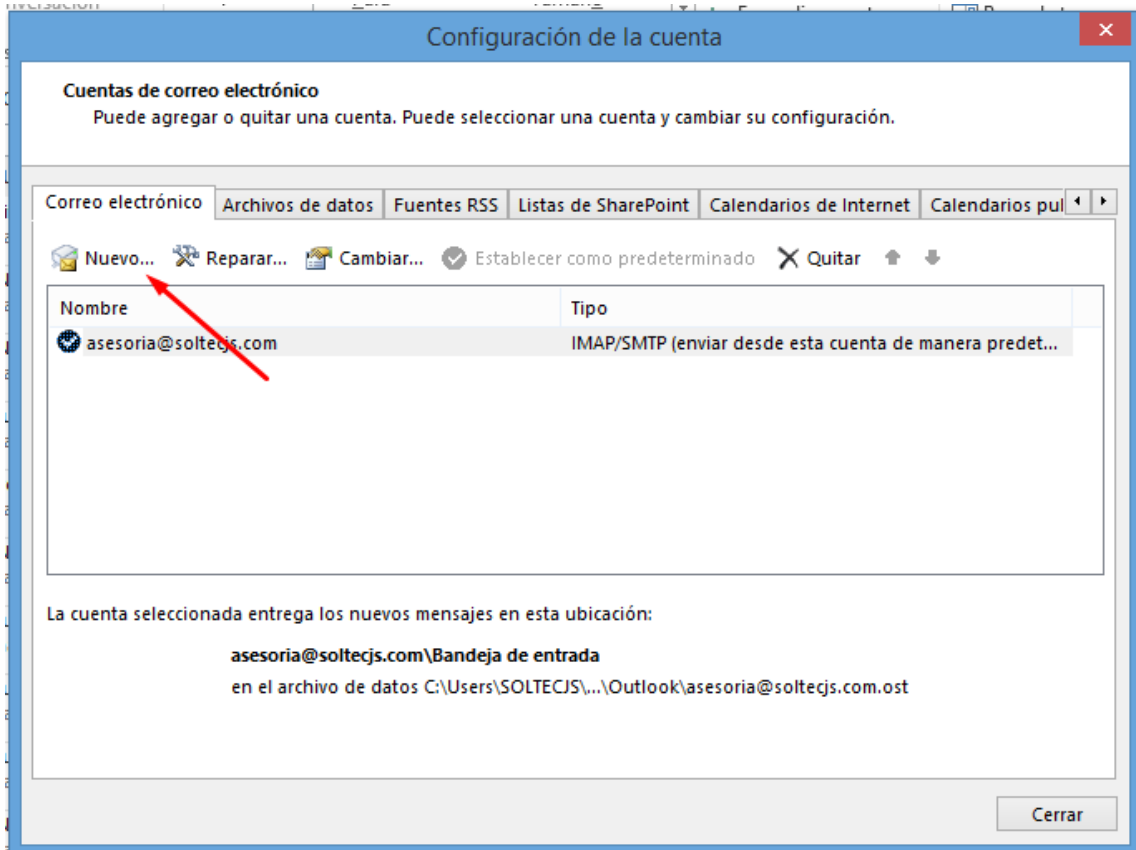 Configuración de la cuenta
Cuentas de correo electrónico
Puede agregar o quitar una cuenta. Puede seleccionar una cuenta y cambiar su configuración.
Correo electrónico Archivos de datos Fuentes RSS Listas de SharePoint Calendarios de Internet Calendarios pul
Nuevo... Reparar... Cambiar... Establecer como predeterminado Quitar
Nombre Tipo
asesoria@soltecjs.com IMAP/SMTP (enviar desde esta cuenta de manera predet...
La cuenta seleccionada entrega los nuevos mensajes en esta ubicación:
asesoria@soltecjs.com\Bandeja de entrada
en el archivo de datos C:\Users\SOLTECJS\...\Outlook\asesoria@soltecjs.com.ost
Cerrar